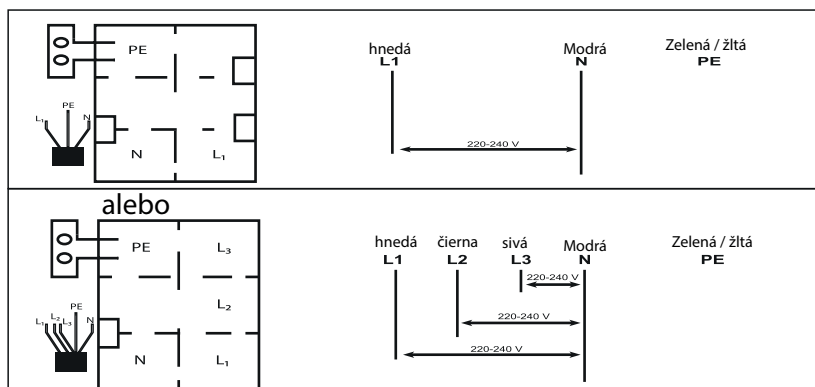 PE
N
L₁
L₁
PE
N
hnedá
L1
Modrá
N
Zelená / žltá
PE
220-240 V
alebo
PE
L₃
L₂
N
L₁
L₁
L₂
L₃
PE
N
hnedá
L1
čierna
L2
sivá
L3
Modrá
N
Zelená / žltá
PE
220-240 V
220-240 V
220-240 V